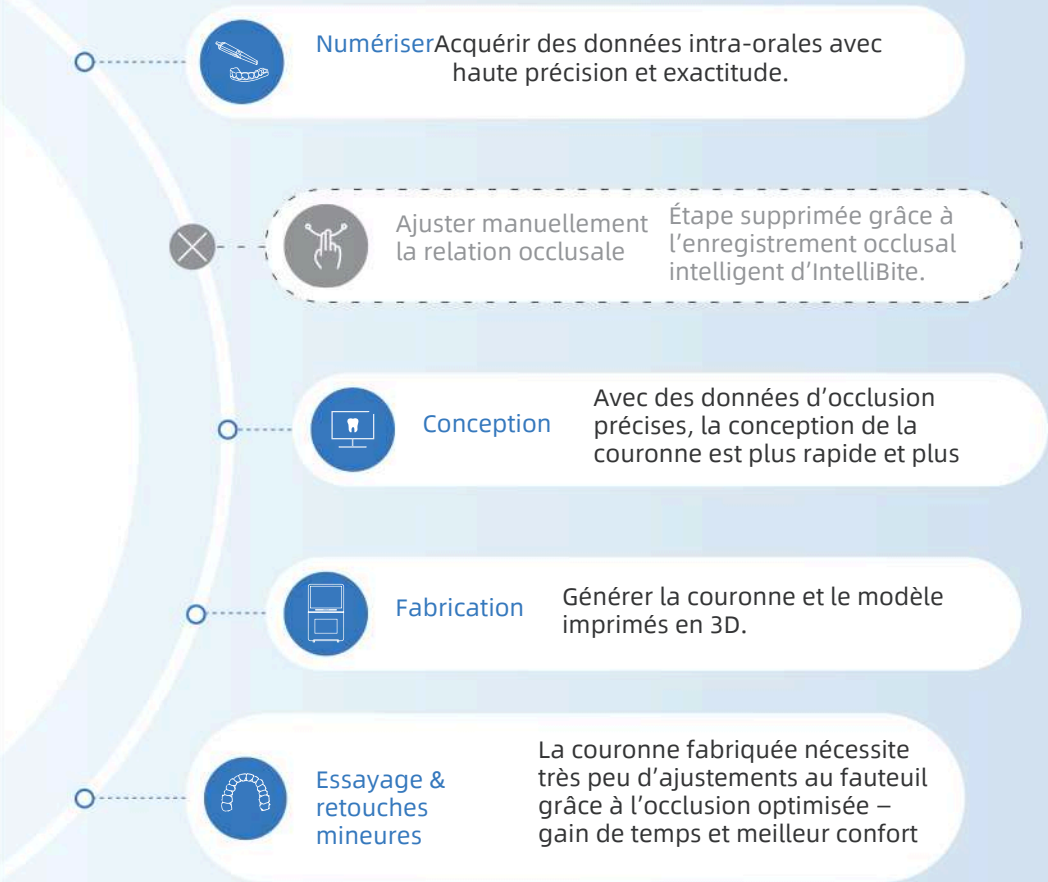 NumériserAcquérir des données intra-orales avec
haute précision et exactitude.
Ajuster manuellement
la relation occlusale
Étape supprimée grâce à
l’enregistrement occlusal
intelligent d’IntelliBite.
Conception
Avec des données d’occlusion
précises, la conception de la
couronne est plus rapide et plus
Fabrication
Générer la couronne et le modèle
imprimés en 3D.
Essayage &
retouches
mineures
La couronne fabriquée nécessite
très peu d’ajustements au fauteuil
grâce à l’occlusion optimisée –
gain de temps et meilleur confort